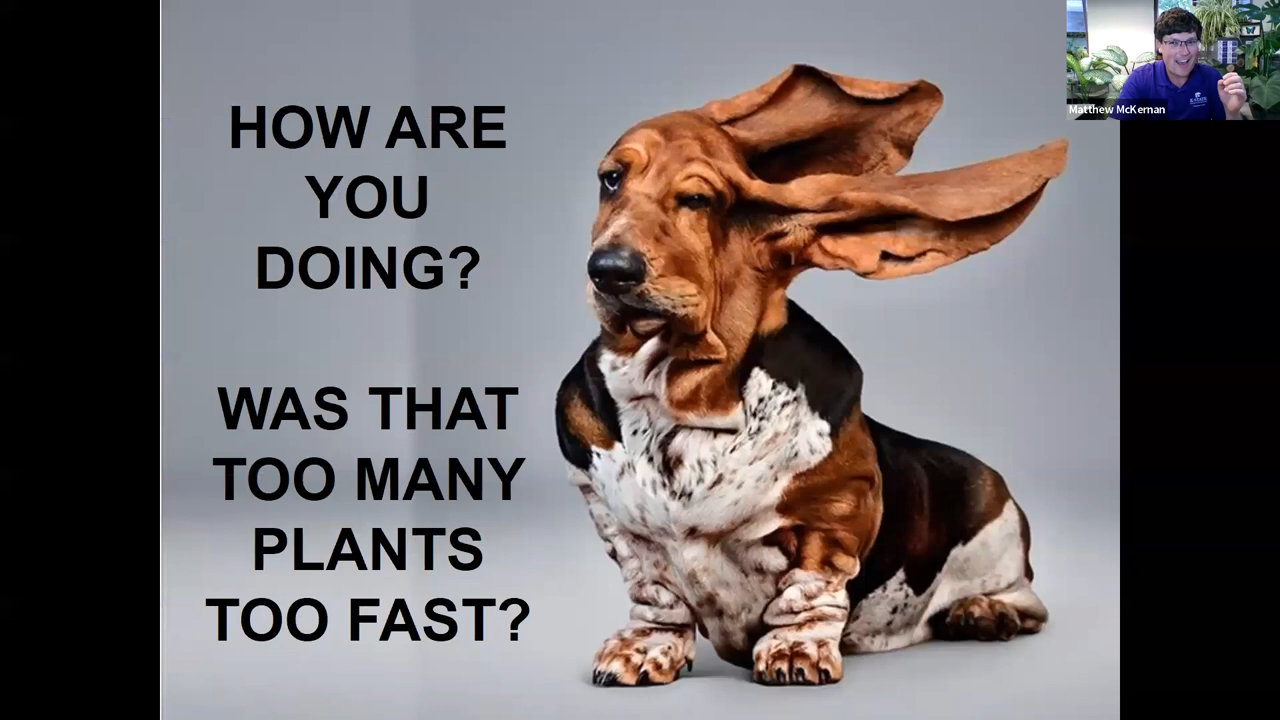 HOW ARE
YOU
DOING?
WAS THAT
TOO MANY
PLANTS
TOO FAST?
Matthew McKernan